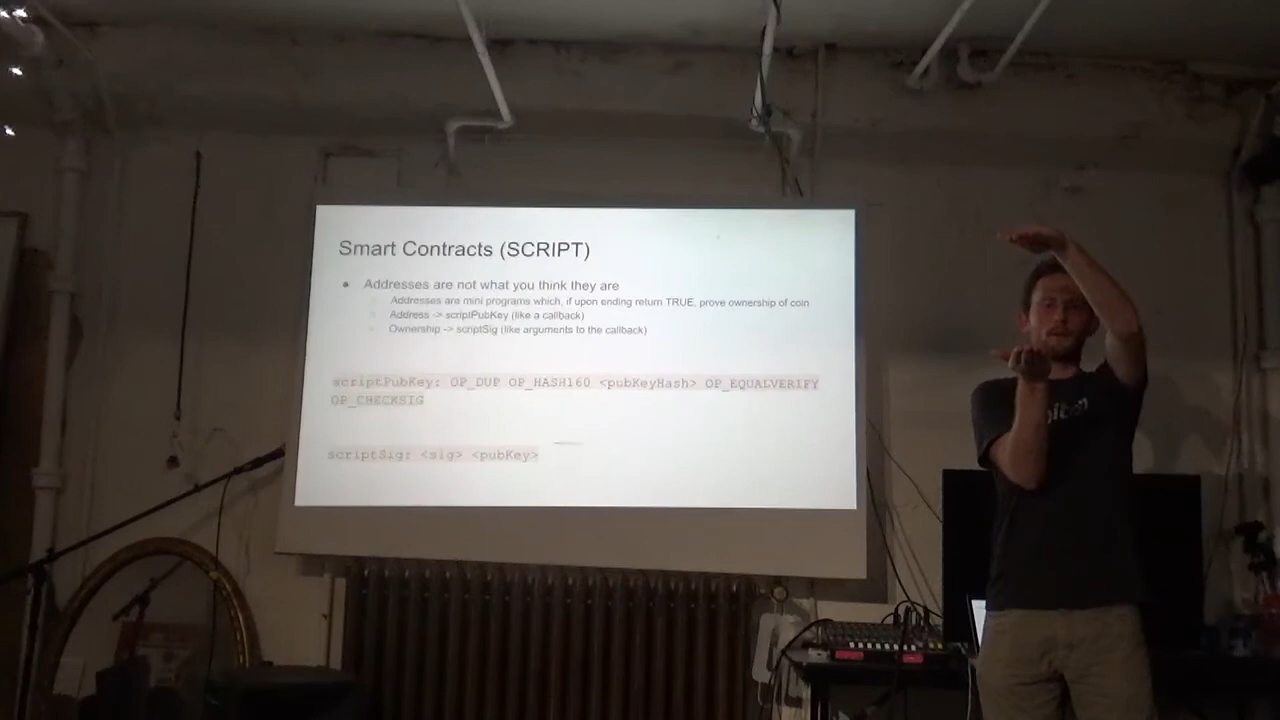 Smart Contracts (SCRIPT)
Addresses are not what you think they are
Addresses are mini programs which, if upon ending return TRUE, prove ownership of coin
Address -> scriptPubKey (like a callback)
Ownership -> scriptSig (like arguments to the callback)
scriptPubKey: OP_DUP OP_HASH160 <pubKeyHash> OP_EQUALVERIFY
OP_CHECKSIG
scriptSig: <sig> <pubKey>